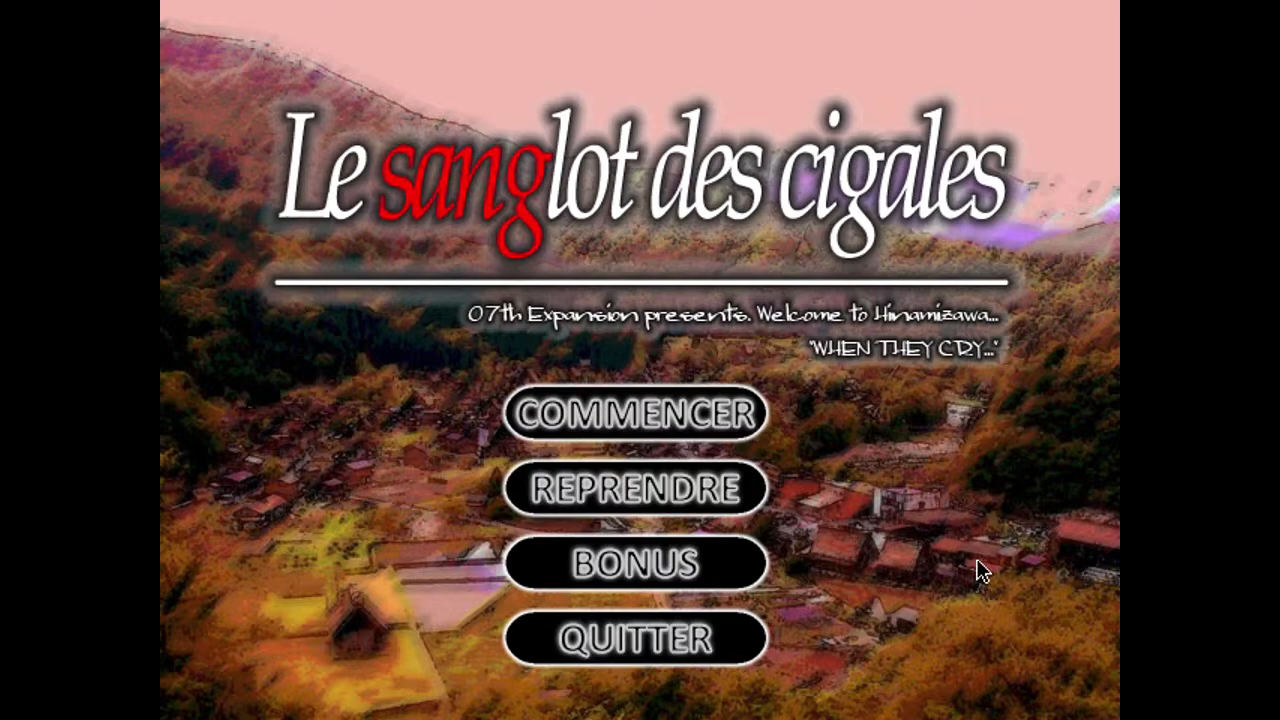 Le sanglot des cigales
07th Expansion presents. Welcome to Hinamizawa...
"WHEN THEY CRY..."
COMMENCER
REPRENDRE
BONUS
QUITTER